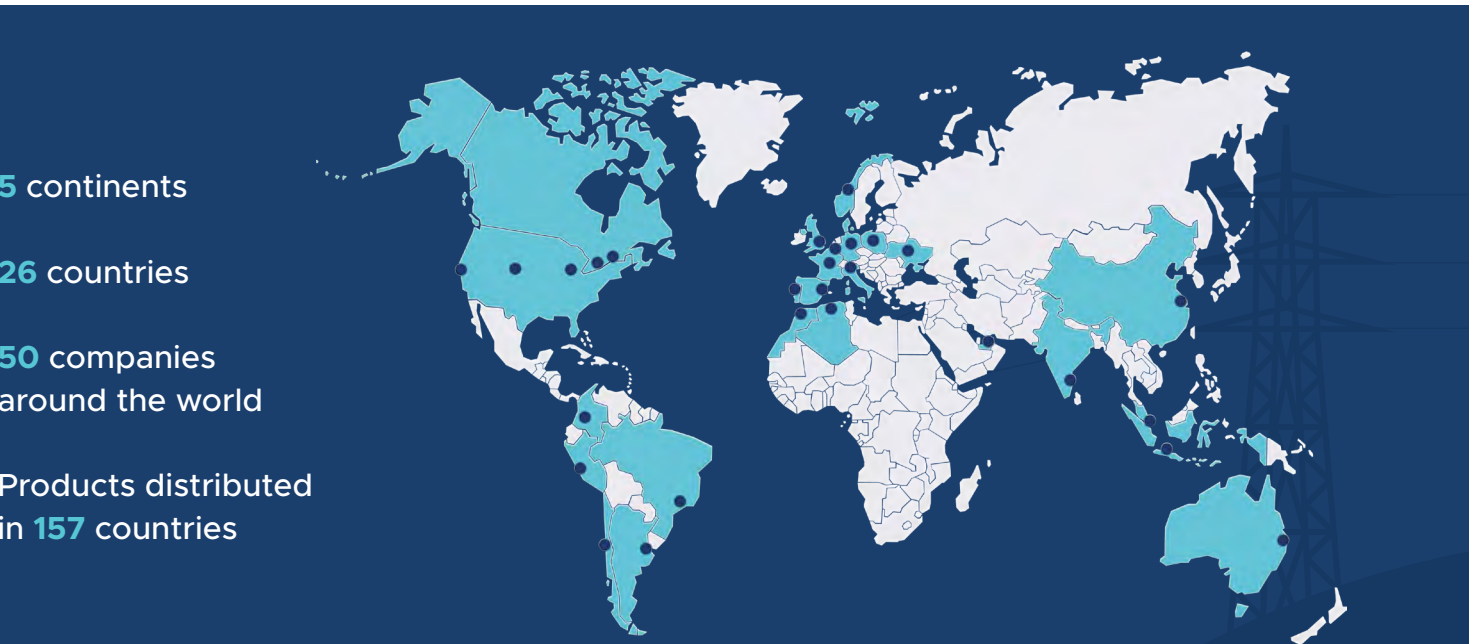 5 continents
26 countries
50 companies
around the world
Products distributed
in 157 countries